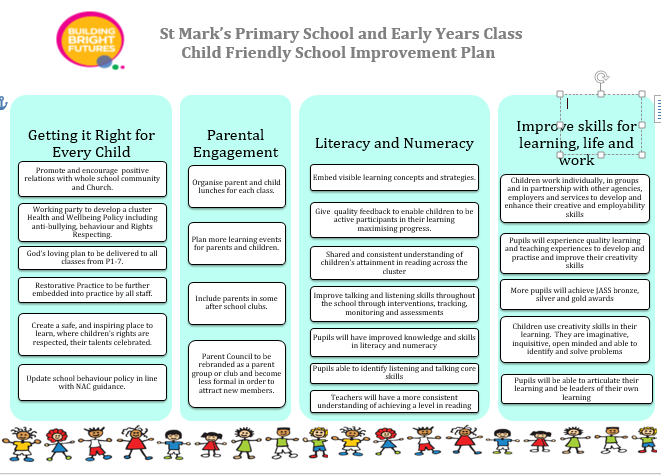 BUILDING
BRIGHT
FUTURES
St Mark's Primary School and Early Years Class
Child Friendly School Improvement Plan
Getting it Right for
Every Child
Promote and encourage positive
relations with whole school community
and Church.
Working party to develop a cluster
Health and Wellbeing Policy including
anti-bullying, behaviour and Rights
Respecting.
God's loving plan to be delivered to all
classes from P1-7.
Restorative Practice to be further
embedded into practice by all staff.
Create a safe, and inspiring place to
learn, where children's rights are
respected, their talents celebrated.
Update school behaviour policy in line
with NAC guidance.
Parental
Engagement
Organise parent and child
lunches for each class.
Plan more learning events
for parents and children.
Include parents in some
after school clubs.
Parent Council to be
rebranded as a parent
group or club and become
less formal in order to
attract new members.
Literacy and Numeracy
Embed visible learning concepts and strategies.
Give quality feedback to enable children to be
active participants in their learning
maximising progress.
Shared and consistent understanding of
children's attainment in reading across the
cluster
Improve talking and listening skills throughout
the school through interventions, tracking,
monitoring and assessments
Pupils will have improved knowledge and skills
in literacy and numeracy
Pupils able to identify listening and talking core
skills
Teachers will have a more consistent
understanding of achieving a level in reading
Improve skills for
learning, life and
work
Children work individually, in groups
and in partnership with other agencies,
employers and services to develop and
enhance their creative and employability
skills
Pupils will experience quality learning
and teaching experiences to develop and
practise and improve their creativity
skills
More pupils will achieve JASS bronze,
silver and gold awards
Children use creativity skills in their
learning. They are imaginative,
inquisitive, open minded and able to
identify and solve problems
Pupils will be able to articulate their
learning and be leaders of their own
learning